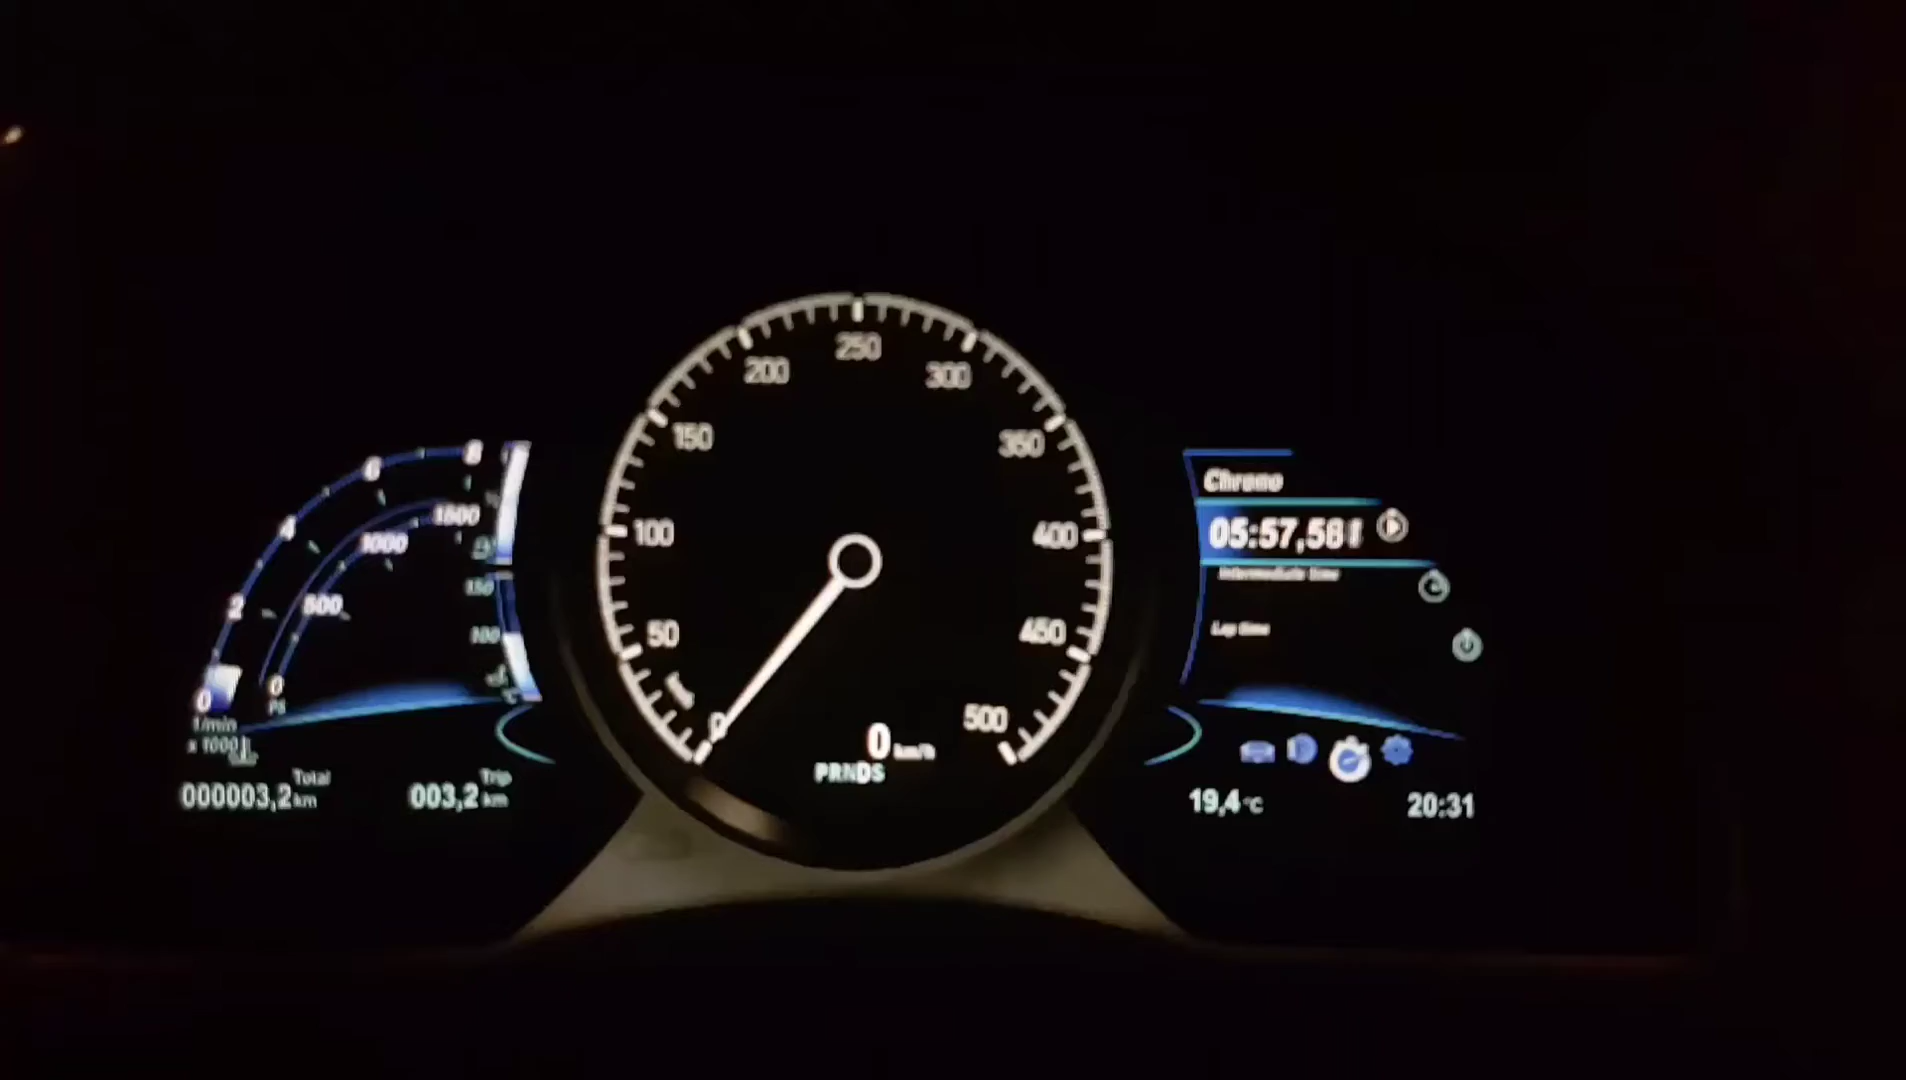 8
6
4
2
0
1/min
x 1000
1500
1000
500
0
PS
150
100
°C
Total
000003,2 km
Trip
003,2 km
0
50
100
150
200
250
300
350
400
450
500
km/h
0 km/h
PRNDS
Chrono
05:57,58
Intermediate time
Lap time
19,4 °C
20:31